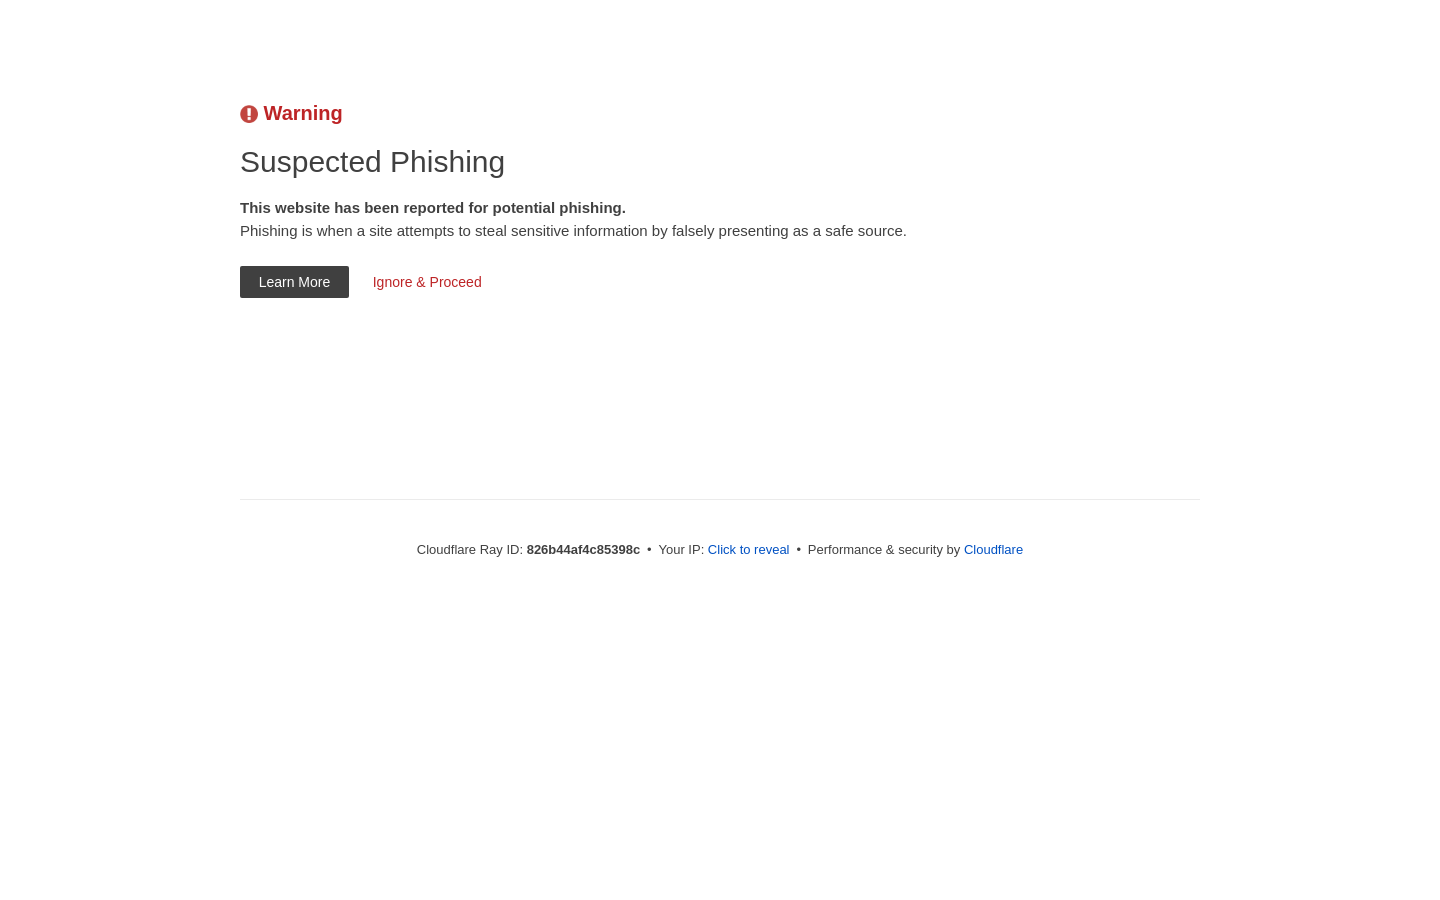 Warning
Suspected Phishing
This website has been reported for potential phishing.
Phishing is when a site attempts to steal sensitive information by falsely presenting as a safe source.
Learn More Ignore & Proceed
Cloudflare Ray ID: 826b44af4c85398c • Your IP: Click to reveal • Performance & security by Cloudflare